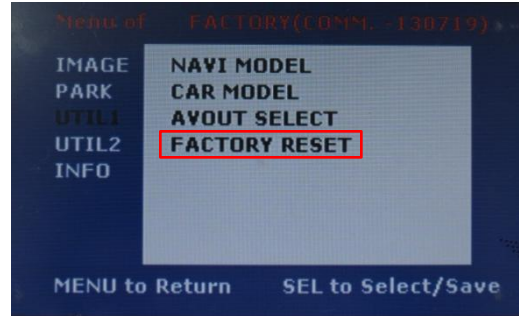 Menu of FACTORY(COMM. -130719)
IMAGE
PARK
UTIL1
UTIL2
INFO
NAVI MODEL
CAR MODEL
AVOUT SELECT
FACTORY RESET
MENU to Return SEL to Select/Save